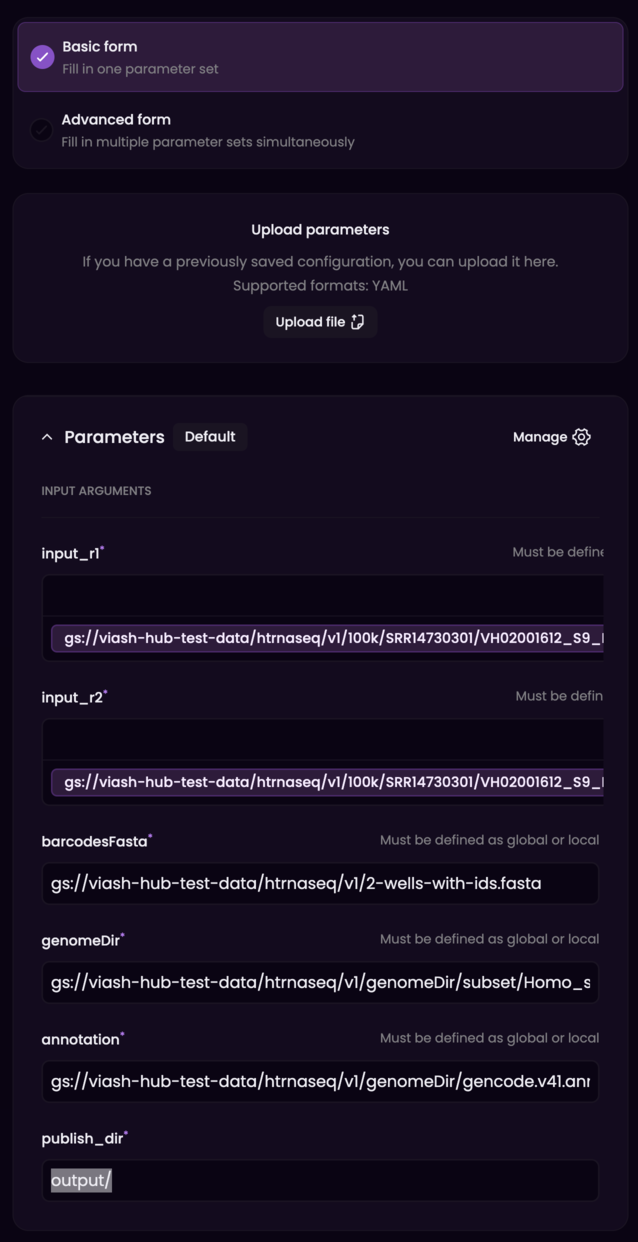 Basic form
Fill in one parameter set
Advanced form
Fill in multiple parameter sets simultaneously
Upload parameters
If you have a previously saved configuration, you can upload it here.
Supported formats: YAML
Upload file
Parameters Default Manage
INPUT ARGUMENTS
input_r1* Must be define
gs://viash-hub-test-data/htrnaseq/v1/100k/SRR14730301/VH02001612_S9_
input_r2* Must be defin
gs://viash-hub-test-data/htrnaseq/v1/100k/SRR14730301/VH02001612_S9_
barcodesFasta* Must be defined as global or local
gs://viash-hub-test-data/htrnaseq/v1/2-wells-with-ids.fasta
genomeDir* Must be defined as global or local
gs://viash-hub-test-data/htrnaseq/v1/genomeDir/subset/Homo_s
annotation* Must be defined as global or local
gs://viash-hub-test-data/htrnaseq/v1/genomeDir/gencode.v41.ann
publish_dir*
output/